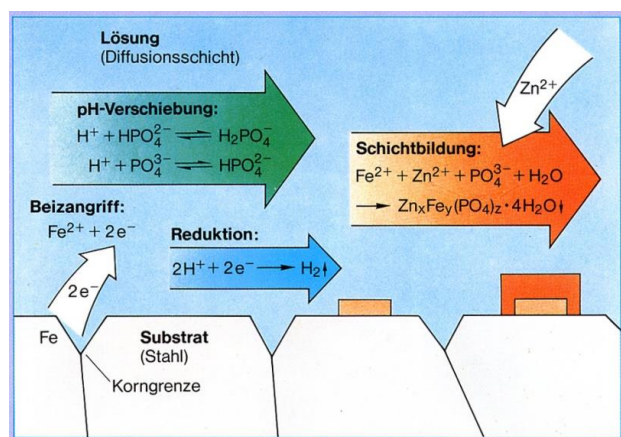 Lösung
(Diffusionsschicht)
pH-Verschiebung:
H⁺ + HPO₄²⁻ ⇌ H₂PO₄⁻
H⁺ + PO₄³⁻ ⇌ HPO₄²⁻
Zn²⁺
Schichtbildung:
Fe²⁺ + Zn²⁺ + PO₄³⁻ + H₂O
⟶ ZnₓFeᵧ(PO4)z · 4H₂O↓
Beizangriff:
Fe²⁺ + 2e⁻
Reduktion:
2H⁺ + 2e⁻ ⟶ H₂↑
2e⁻
Fe
Substrat
(Stahl)
Korngrenze